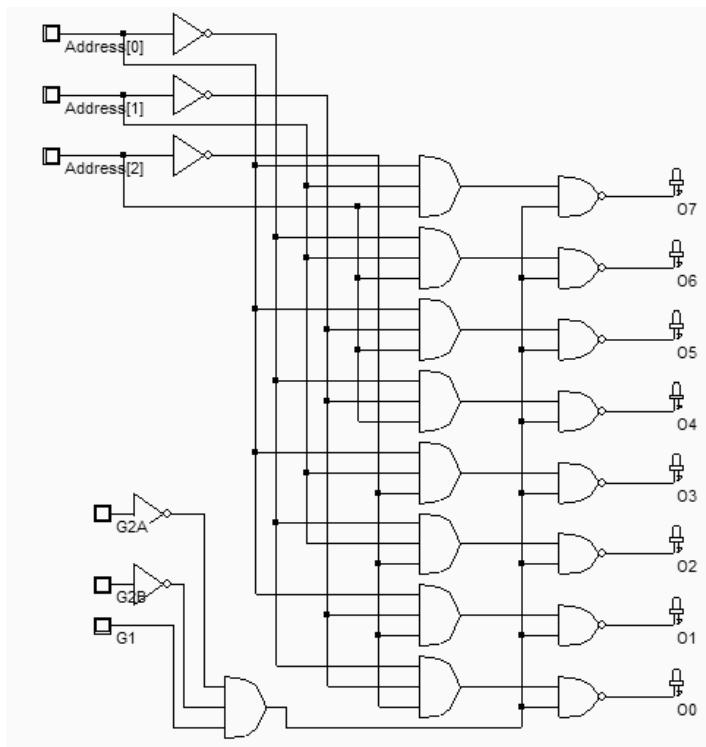 Address[0]
Address[1]
Address[2]
O7
O6
O5
O4
O3
G2A
O2
G2B
O1
G1
O0